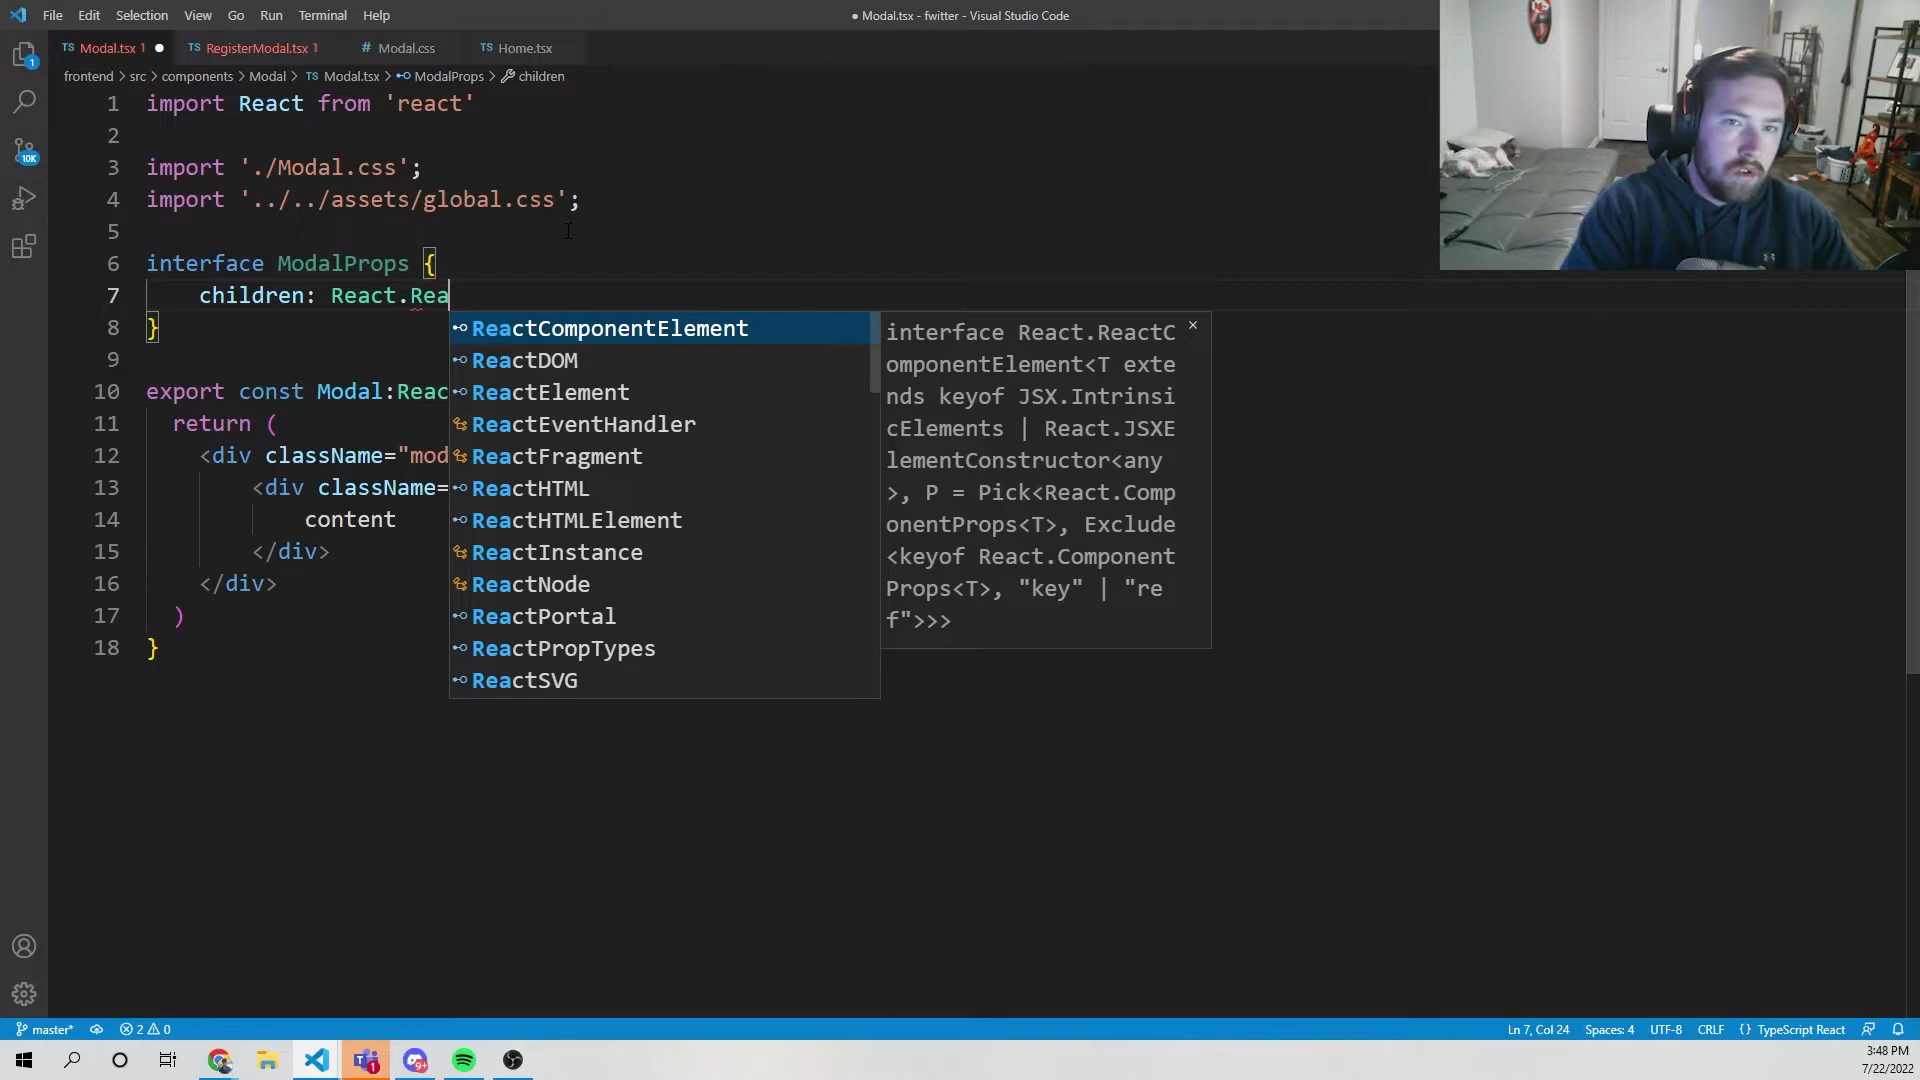 File Edit Selection View Go Run Terminal Help
● Modal.tsx - fwitter - Visual Studio Code
TS Modal.tsx 1 ●
TS RegisterModal.tsx 1
# Modal.css
TS Home.tsx
frontend > src > components > Modal > TS Modal.tsx > ModalProps > children
1 import React from 'react'
2
3 import './Modal.css';
4 import '../../assets/global.css';
5
6 interface ModalProps {
7 children: React.Rea
8 }
9
10 export const Modal:Reac
11 return (
12 <div className="mod
13 <div className=
14 content
15 </div>
16 </div>
17 )
18 }
ReactComponentElement
ReactDOM
ReactElement
ReactEventHandler
ReactFragment
ReactHTML
ReactHTMLElement
ReactInstance
ReactNode
ReactPortal
ReactPropTypes
ReactSVG
interface React.ReactC
omponentElement<T exte
nds keyof JSX.Intrinsi
cElements | React.JSXE
lementConstructor<any
>, P = Pick<React.Comp
onentProps<T>, Exclude
<keyof React.Component
Props<T>, "key" | "re
f">>>
1
10K
master* 2 0
Ln 7, Col 24 Spaces: 4 UTF-8 CRLF {} TypeScript React
1
9+
3:48 PM
7/22/2022